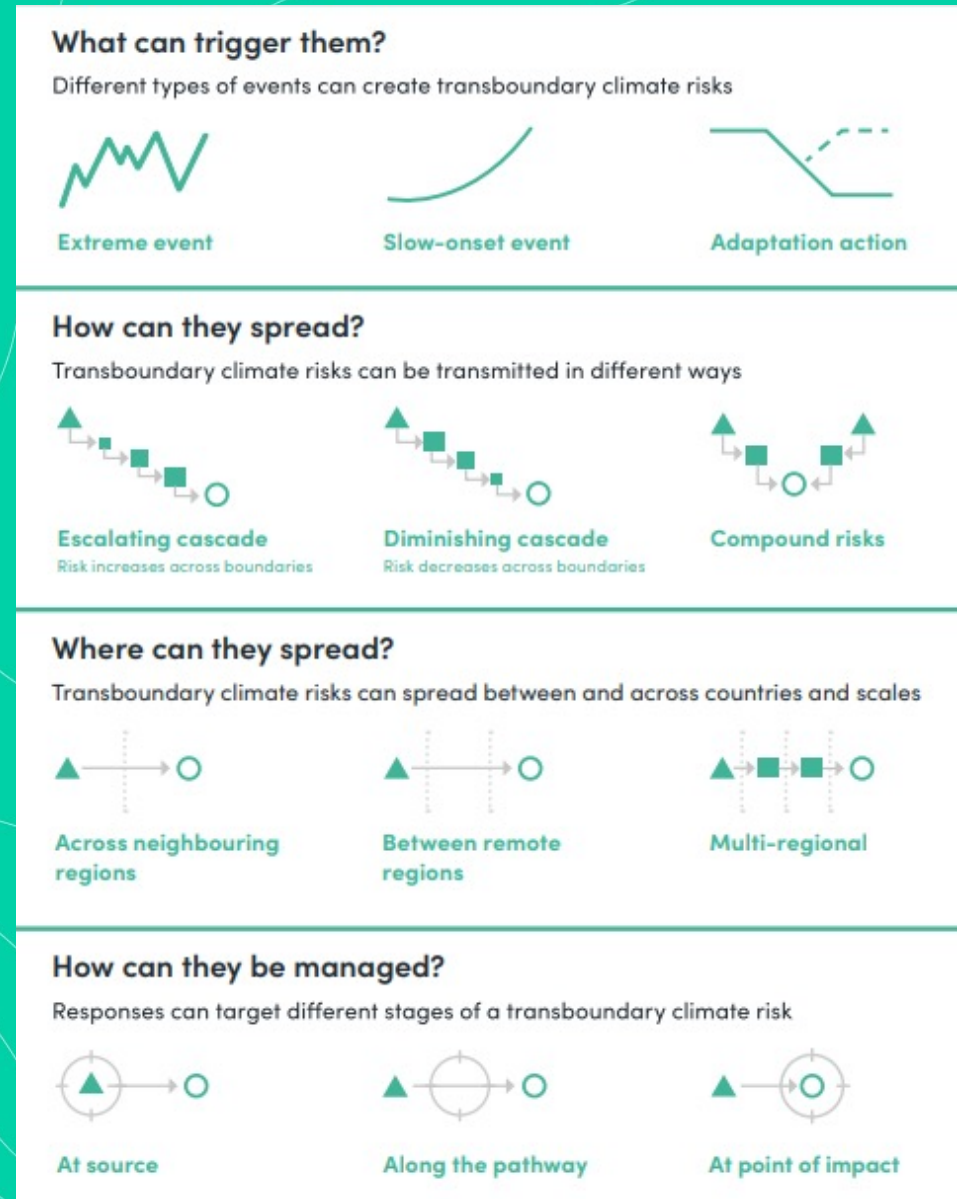 What can trigger them?
Different types of events can create transboundary climate risks
Extreme event
Slow-onset event
Adaptation action
How can they spread?
Transboundary climate risks can be transmitted in different ways
Escalating cascade
Risk increases across boundaries
Diminishing cascade
Risk decreases across boundaries
Compound risks
Where can they spread?
Transboundary climate risks can spread between and across countries and scales
Across neighbouring
regions
Between remote
regions
Multi-regional
How can they be managed?
Responses can target different stages of a transboundary climate risk
At source
Along the pathway
At point of impact